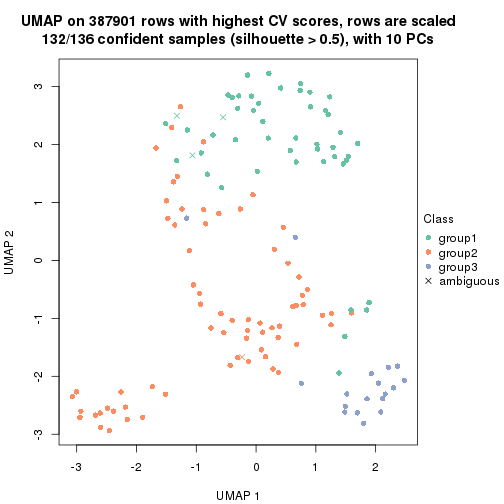 UMAP on 387901 rows with highest CV scores, rows are scaled
132/136 confident samples (silhouette > 0.5), with 10 PCs
3
2
1
0
-1
-2
-3
UMAP 2
-3
-2
-1
0
1
2
UMAP 1
Class
group1
group2
group3
ambiguous